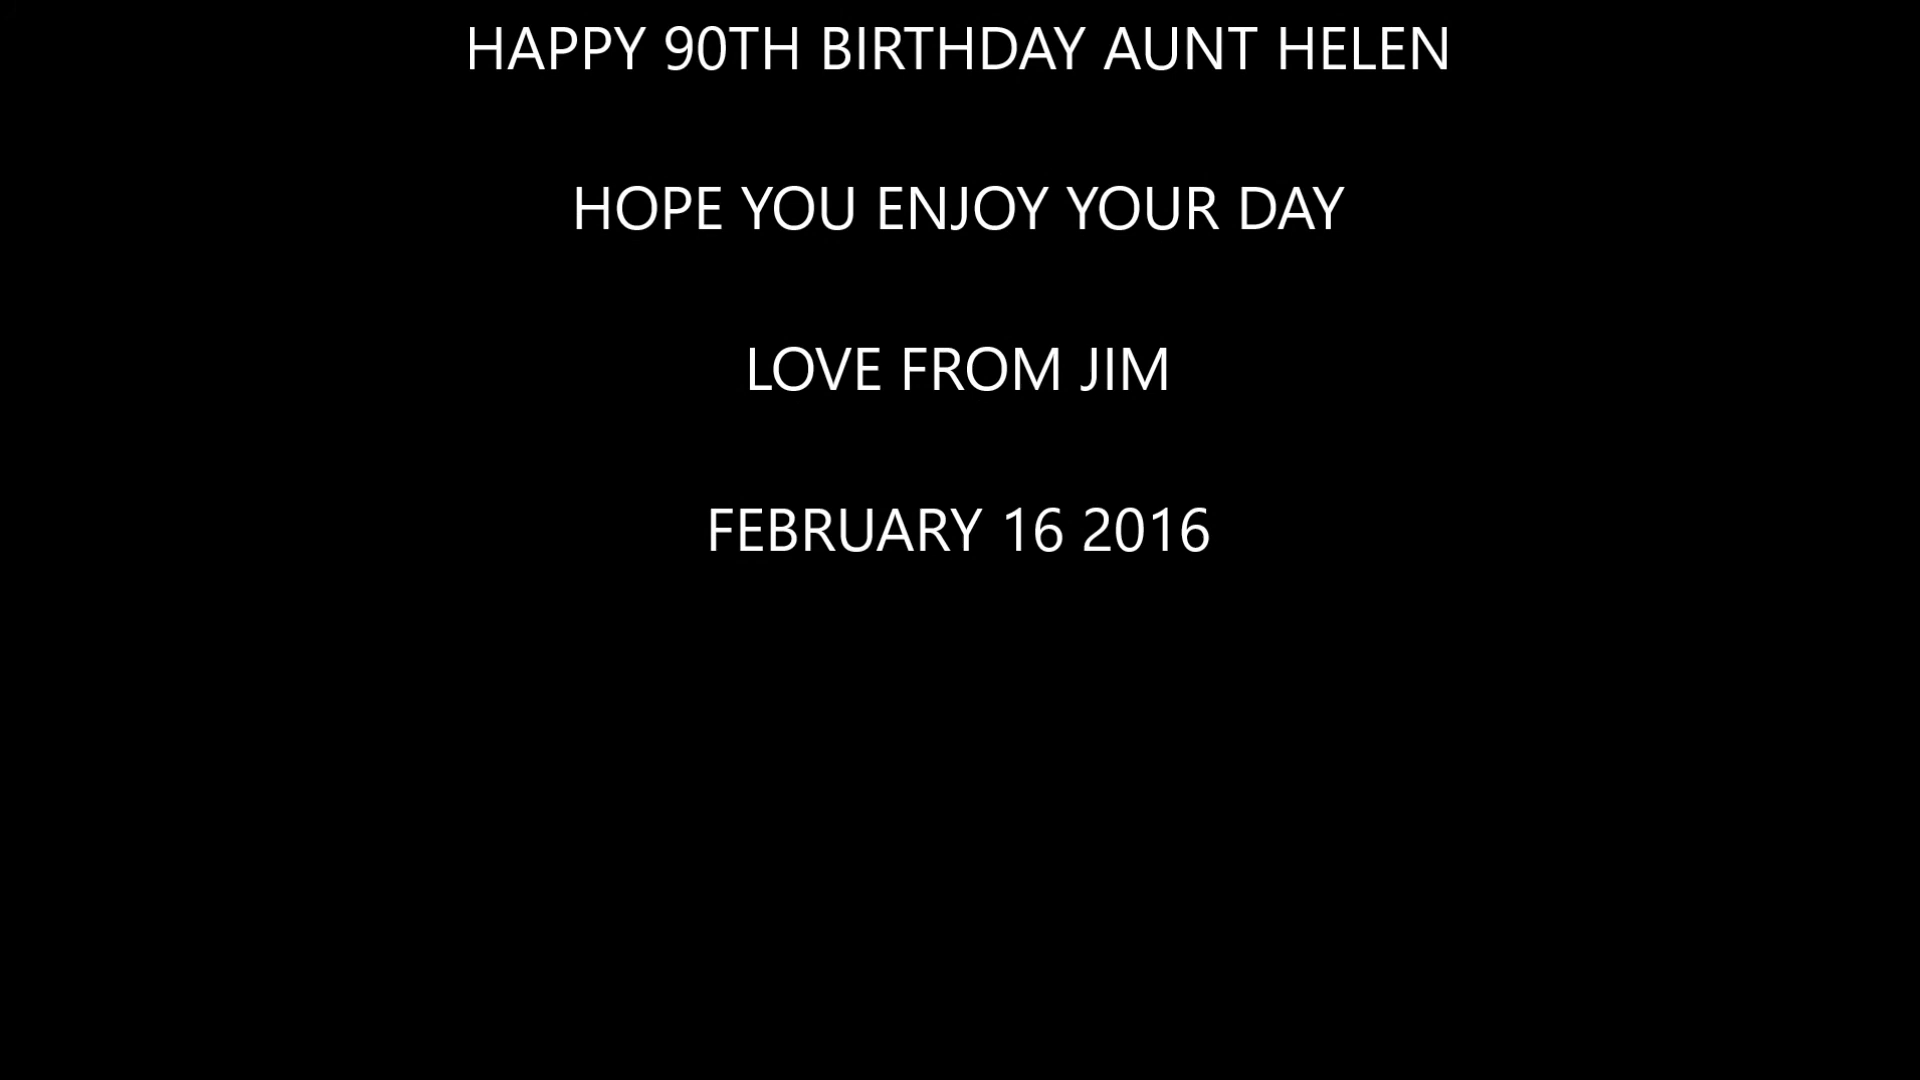 HAPPY 90TH BIRTHDAY AUNT HELEN
HOPE YOU ENJOY YOUR DAY
LOVE FROM JIM
FEBRUARY 16 2016